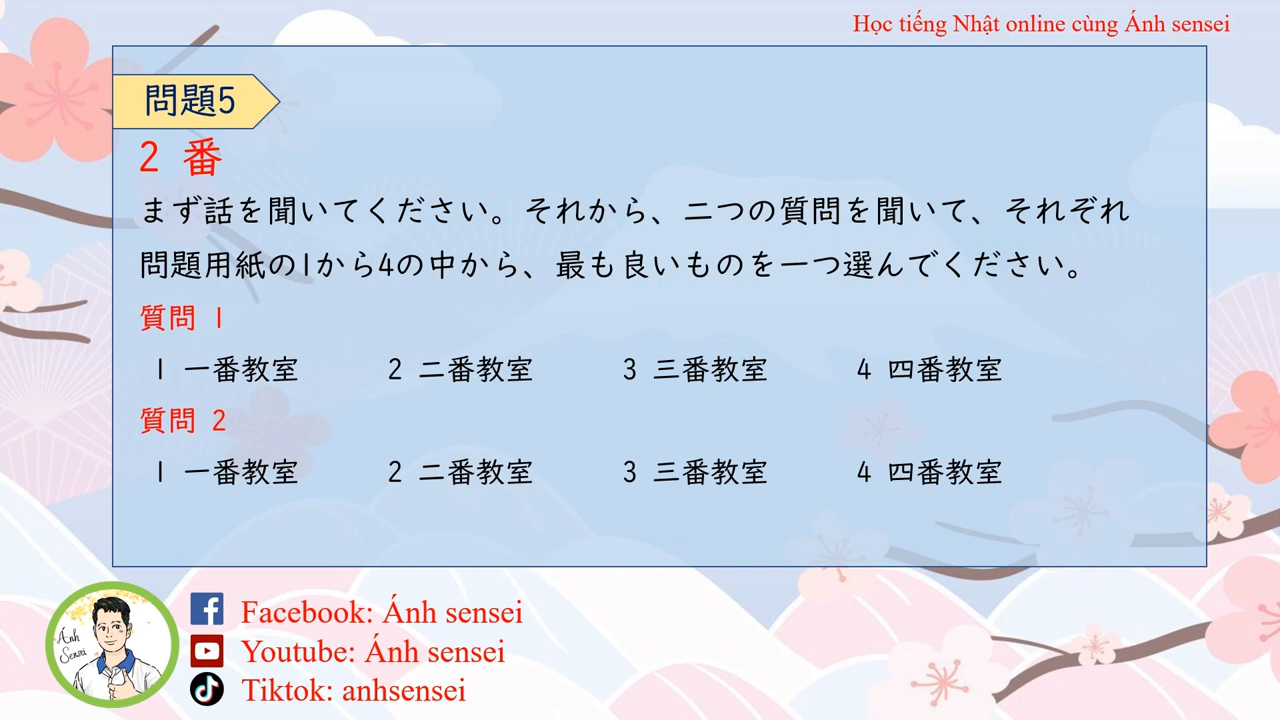 Học tiếng Nhật online cùng Ánh sensei
問題5
2 番
まず話を聞いてください。それから、二つの質問を聞いて、それぞれ
問題用紙の1から4の中から、最も良いものを一つ選んでください。
質問 1
1 一番教室 2 二番教室 3 三番教室 4 四番教室
質問 2
1 一番教室 2 二番教室 3 三番教室 4 四番教室
Ánh Sensei
Facebook: Ánh sensei
Youtube: Ánh sensei
Tiktok: anhsensei